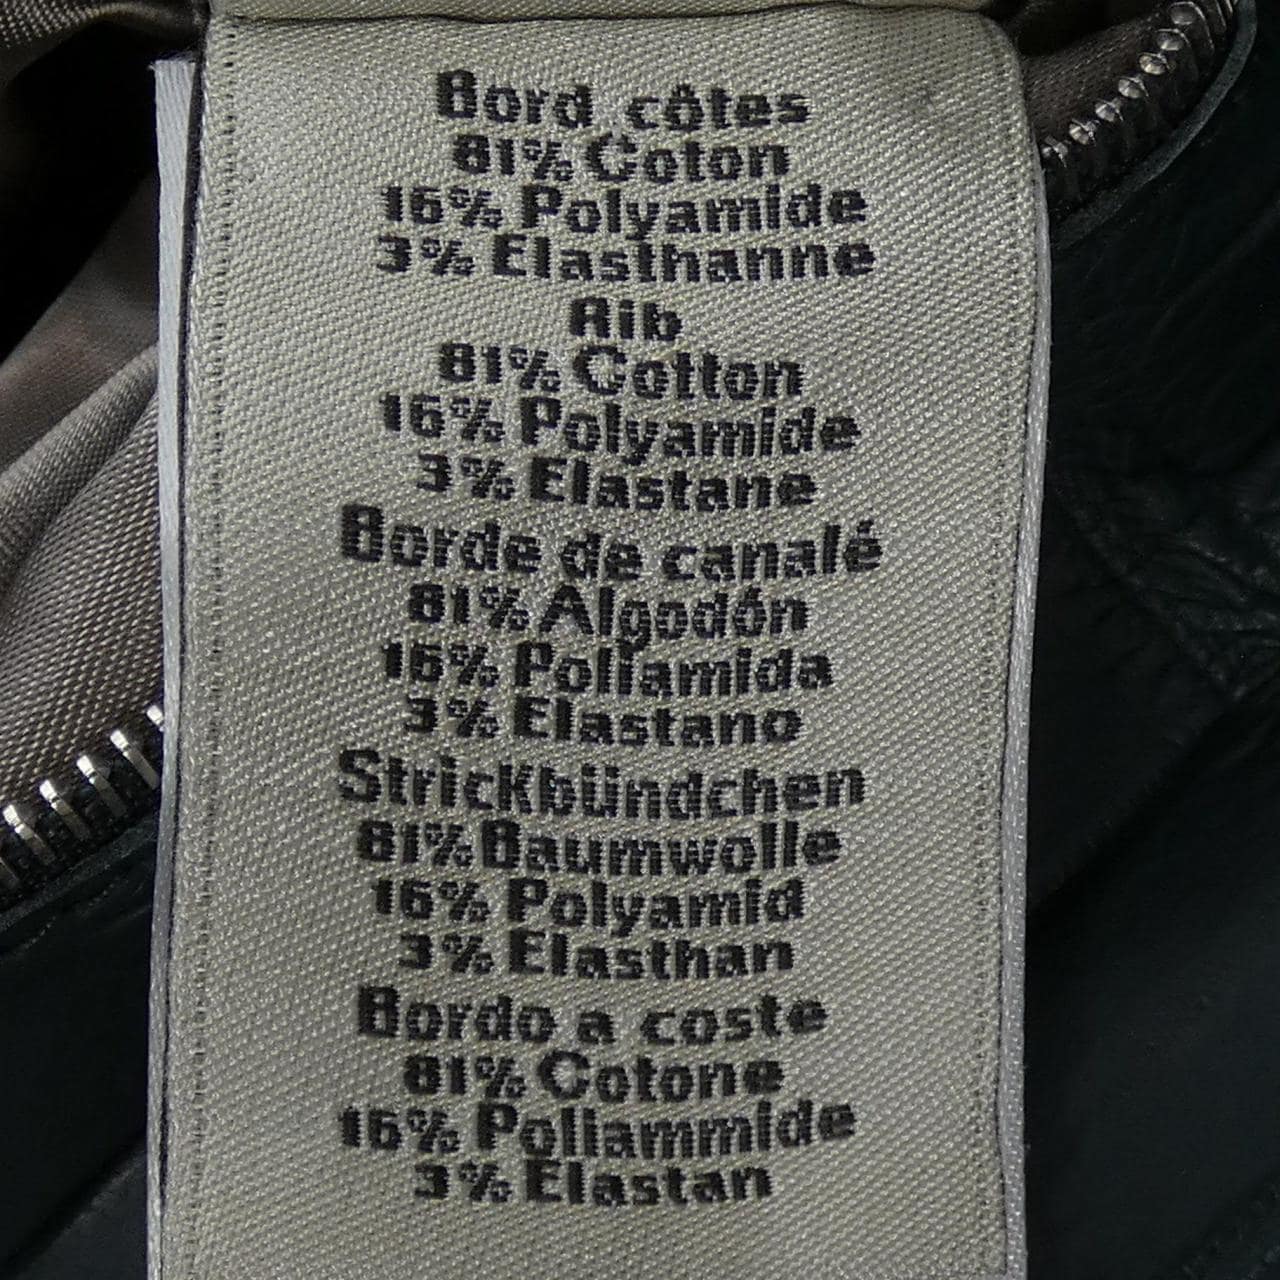 Bord côtes
81% Coton
16% Polyamide
3% Elasthanne
Rib
81% Cotton
16% Polyamide
3% Elastane
Borde de canalé
81% Algodón
16% Poliamida
3% Elastano
Strickbündchen
81% Baumwolle
16% Polyamid
3% Elasthan
Bordo a coste
81% Cotone
16% Poliammide
3% Elastan